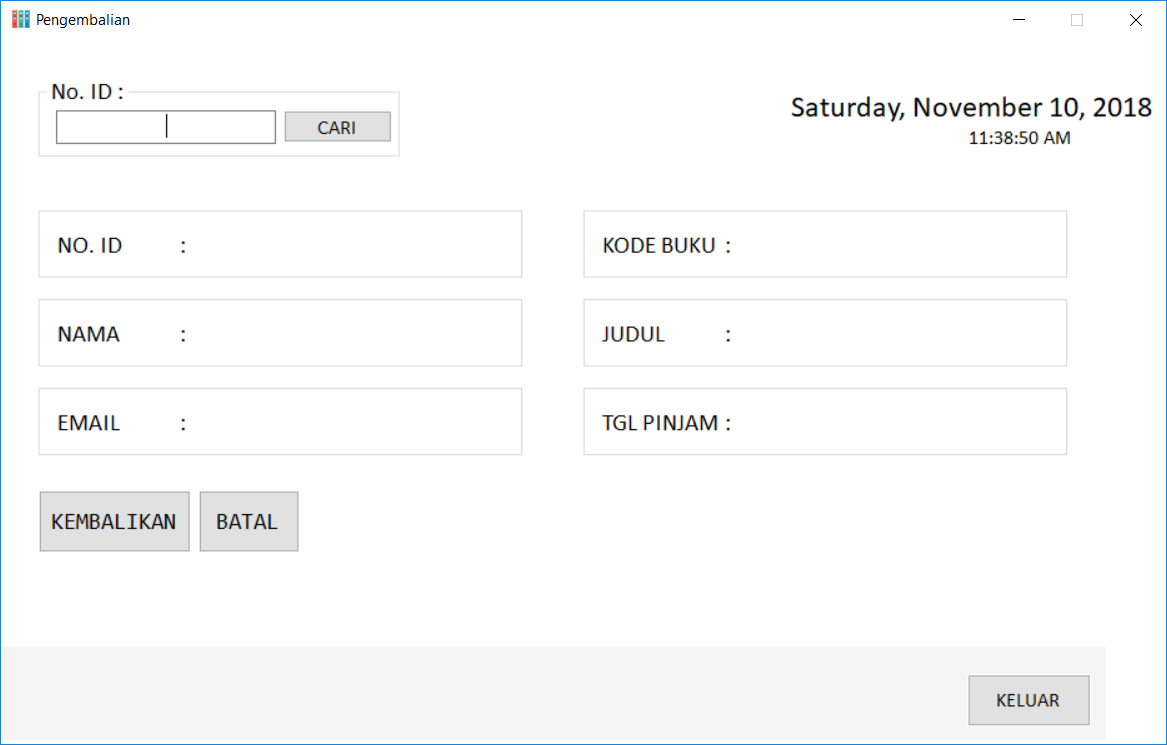 Pengembalian
No. ID :
CARI
Saturday, November 10, 2018
11:38:50 AM
NO. ID :
KODE BUKU :
NAMA :
JUDUL :
EMAIL :
TGL PINJAM :
KEMBALIKAN
BATAL
KELUAR